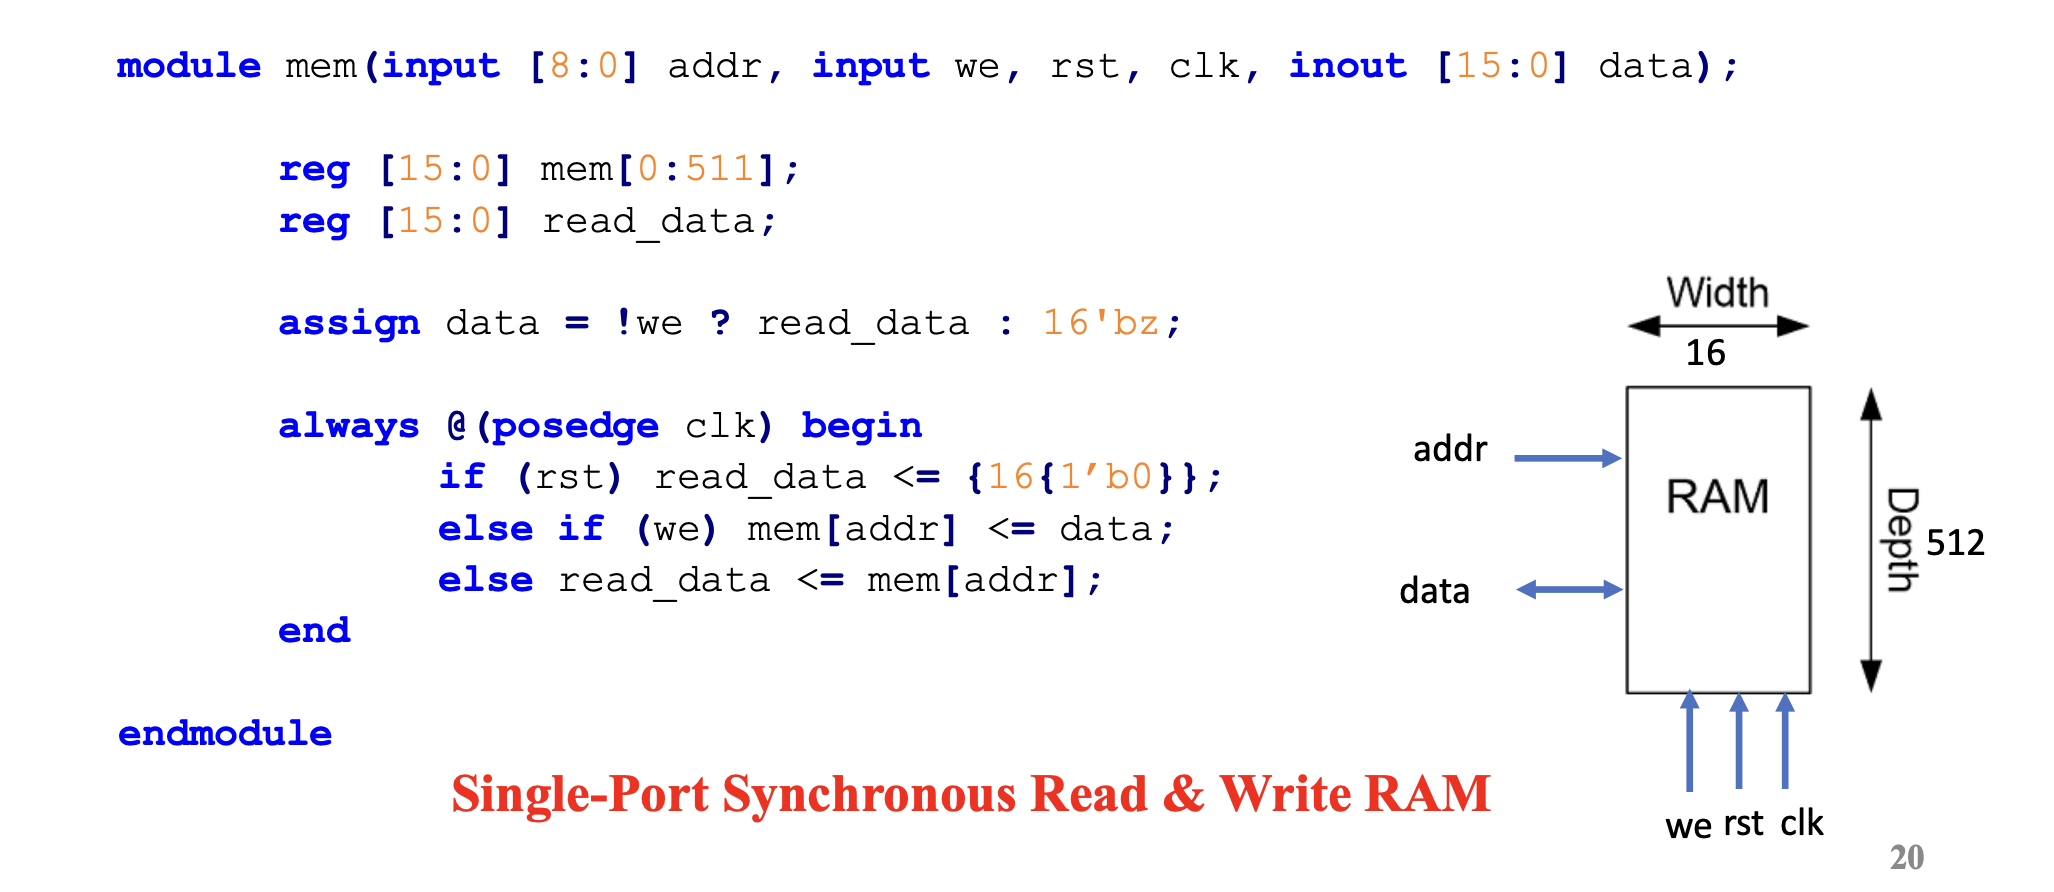 module mem(input [8:0] addr, input we, rst, clk, inout [15:0] data);
reg [15:0] mem[0:511];
reg [15:0] read_data;
assign data = !we ? read_data : 16'bz;
always @(posedge clk) begin
if (rst) read_data <= {16{1’b0}};
else if (we) mem[addr] <= data;
else read_data <= mem[addr];
end
endmodule
Width
16
addr
RAM
Depth
512
data
we rst clk
Single-Port Synchronous Read & Write RAM
20